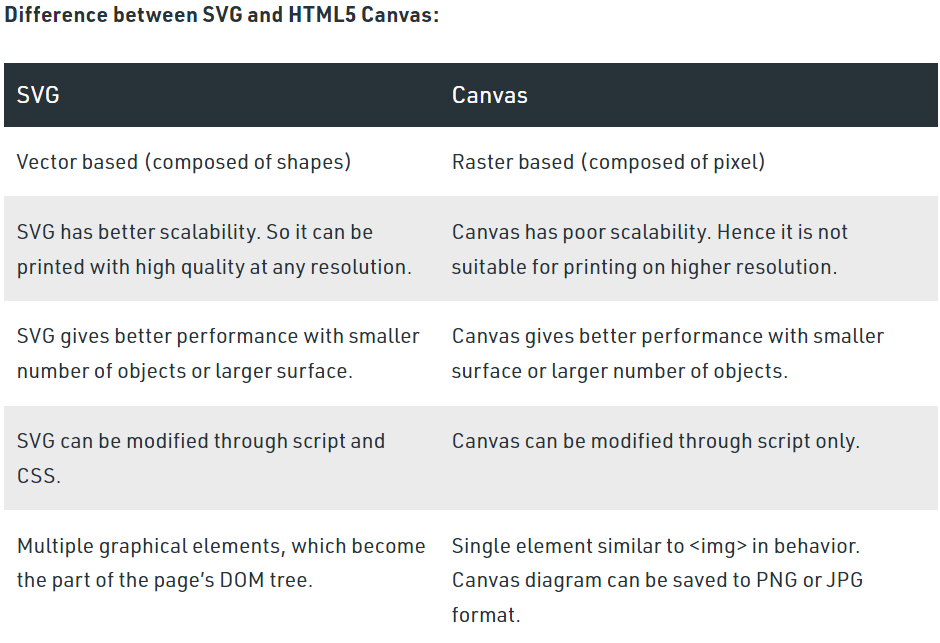 Difference between SVG and HTML5 Canvas:
SVG
Canvas
Vector based (composed of shapes)
Raster based (composed of pixel)
SVG has better scalability. So it can be
printed with high quality at any resolution.
Canvas has poor scalability. Hence it is not
suitable for printing on higher resolution.
SVG gives better performance with smaller
number of objects or larger surface.
Canvas gives better performance with smaller
surface or larger number of objects.
SVG can be modified through script and
CSS.
Canvas can be modified through script only.
Multiple graphical elements, which become
the part of the page’s DOM tree.
Single element similar to <img> in behavior.
Canvas diagram can be saved to PNG or JPG
format.